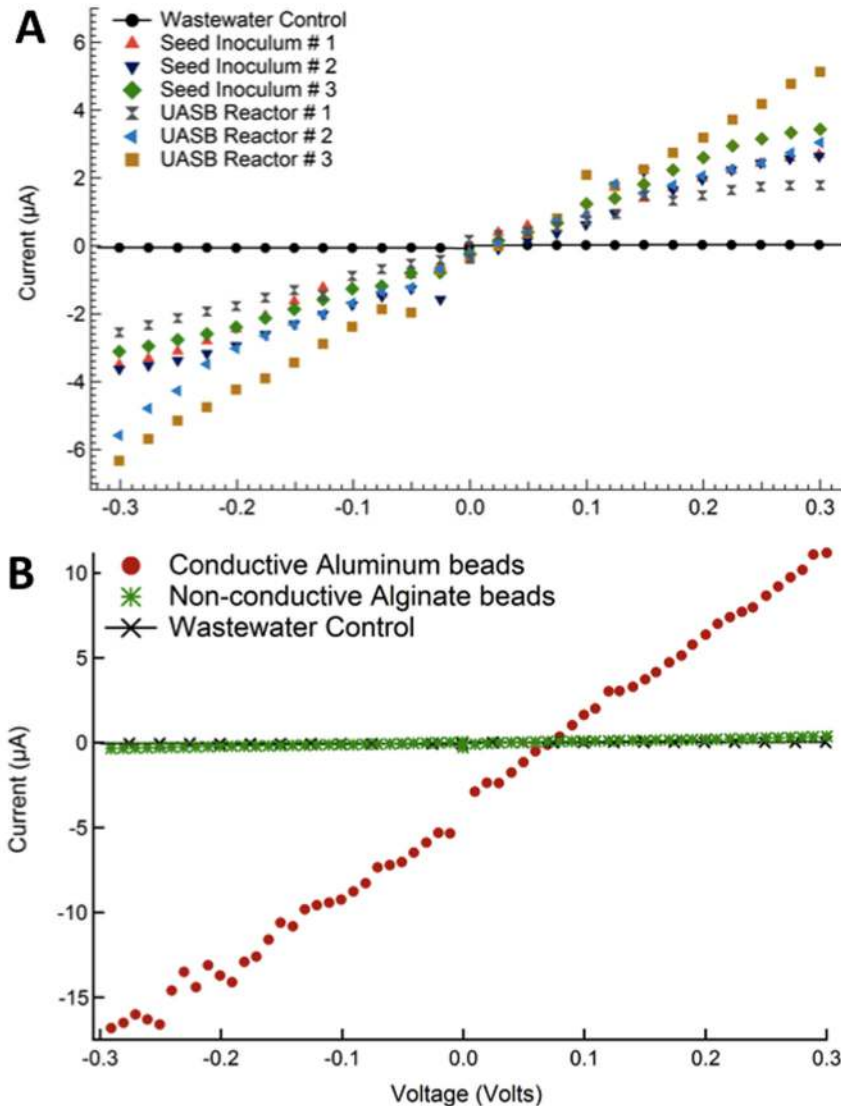 A
Wastewater Control
Seed Inoculum # 1
Seed Inoculum # 2
Seed Inoculum # 3
UASB Reactor # 1
UASB Reactor # 2
UASB Reactor # 3
6
4
2
0
-2
-4
-6
Current (µA)
-0.3 -0.2 -0.1 0.0 0.1 0.2 0.3
B
Conductive Aluminum beads
Non-conductive Alginate beads
Wastewater Control
10
5
0
-5
-10
-15
Current (µA)
-0.3 -0.2 -0.1 0.0 0.1 0.2 0.3
Voltage (Volts)